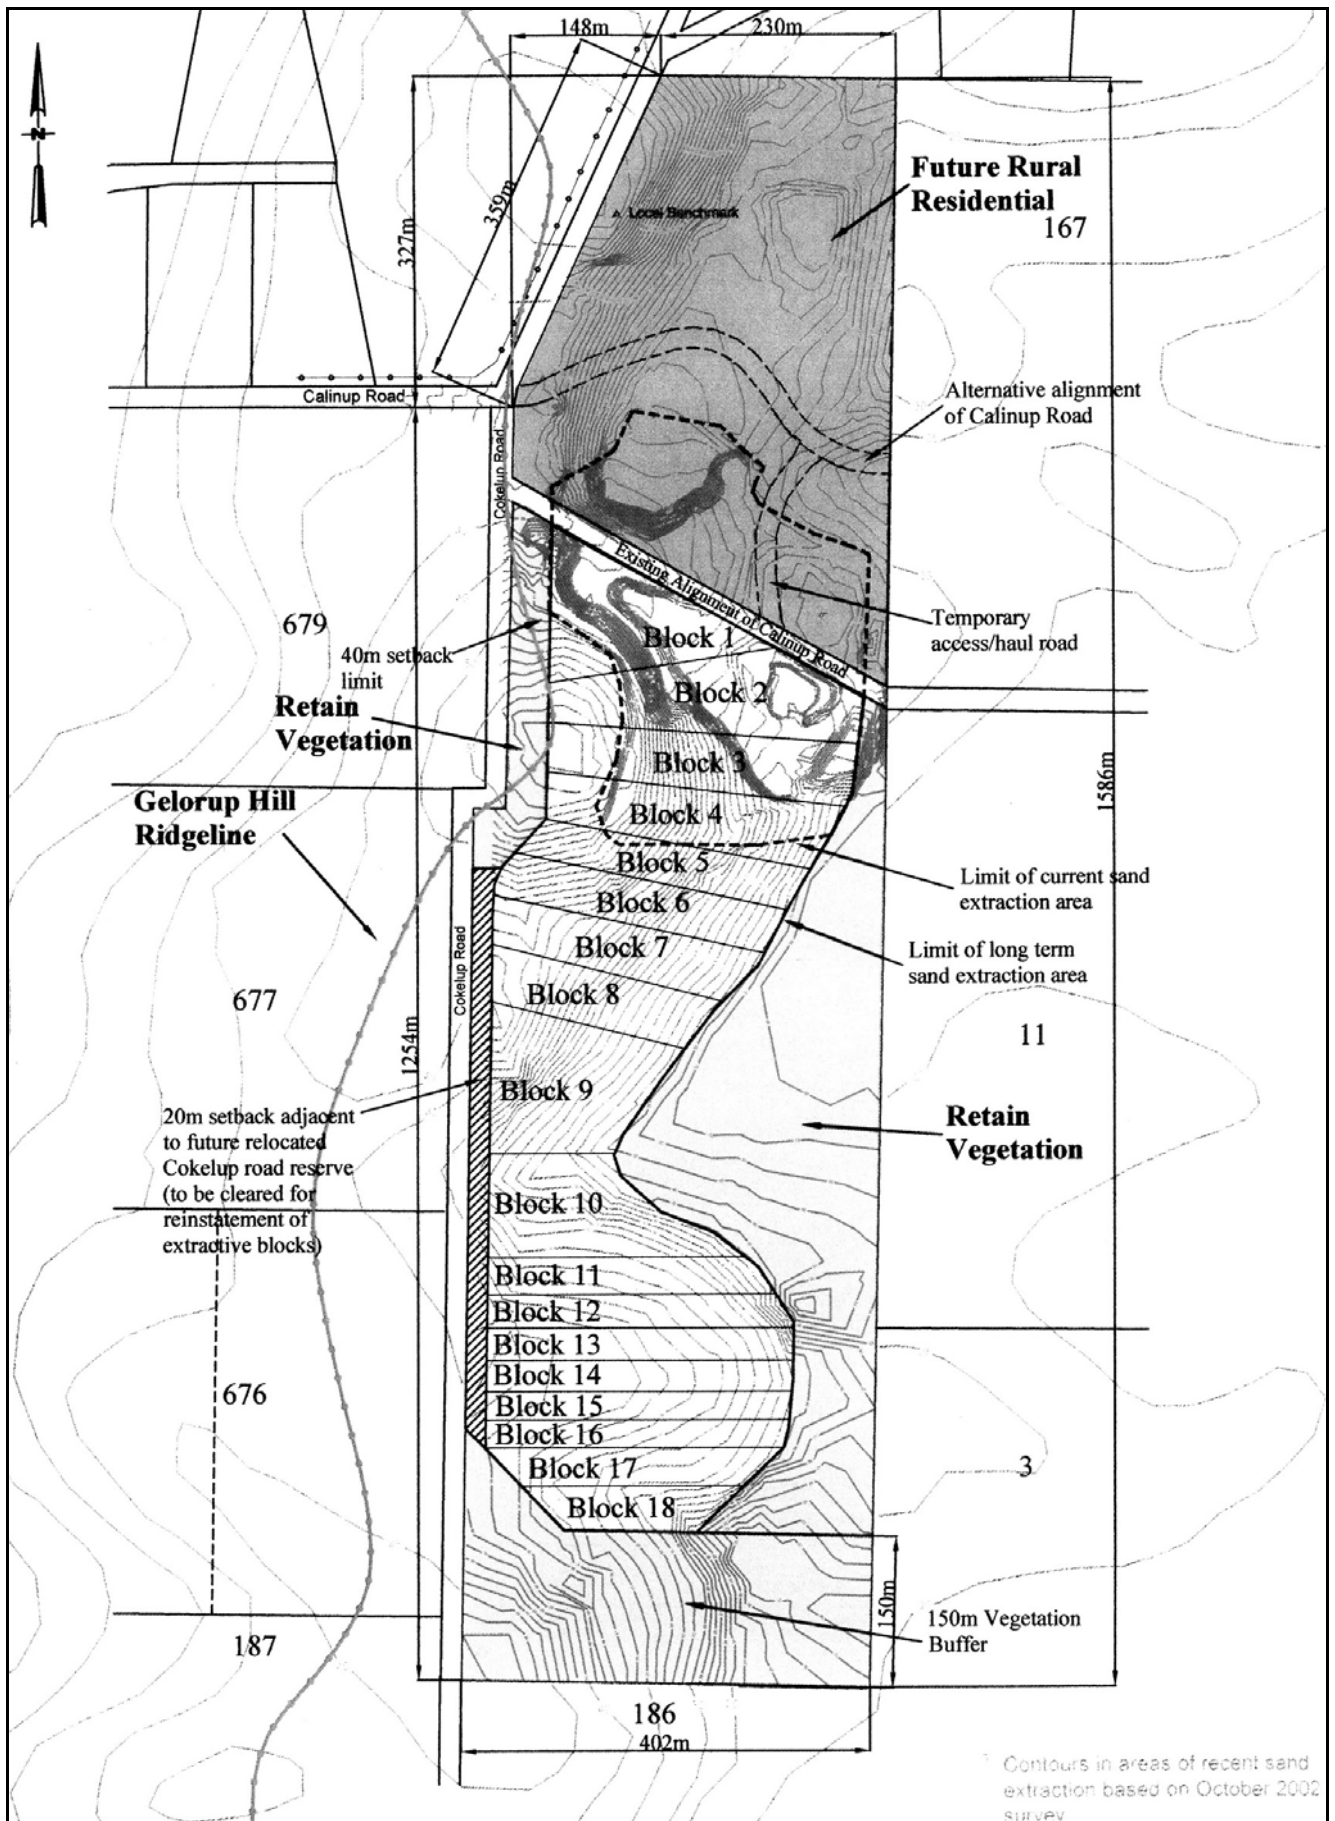 148m
230m
N
359m
327m
Local Benchmark
Future Rural
Residential
167
Calinup Road
Cokelup Road
Alternative alignment
of Calinup Road
Existing Alignment of Calinup Road
679
40m setback
limit
Retain
Vegetation
Block 1
Temporary
access/haul road
Block 2
Block 3
1586m
Gelorup Hill
Ridgeline
Block 4
Block 5
Limit of current sand
extraction area
Block 6
Block 7
Limit of long term
sand extraction area
Cokelup Road
677
Block 8
11
1254m
Block 9
20m setback adjacent
to future relocated
Cokelup road reserve
(to be cleared for
reinstatement of
extractive blocks)
Retain
Vegetation
Block 10
Block 11
Block 12
Block 13
Block 14
676
Block 15
Block 16
Block 17
3
Block 18
150m
150m Vegetation
Buffer
187
186
402m
Contours in areas of recent sand
extraction based on October 2002
survey